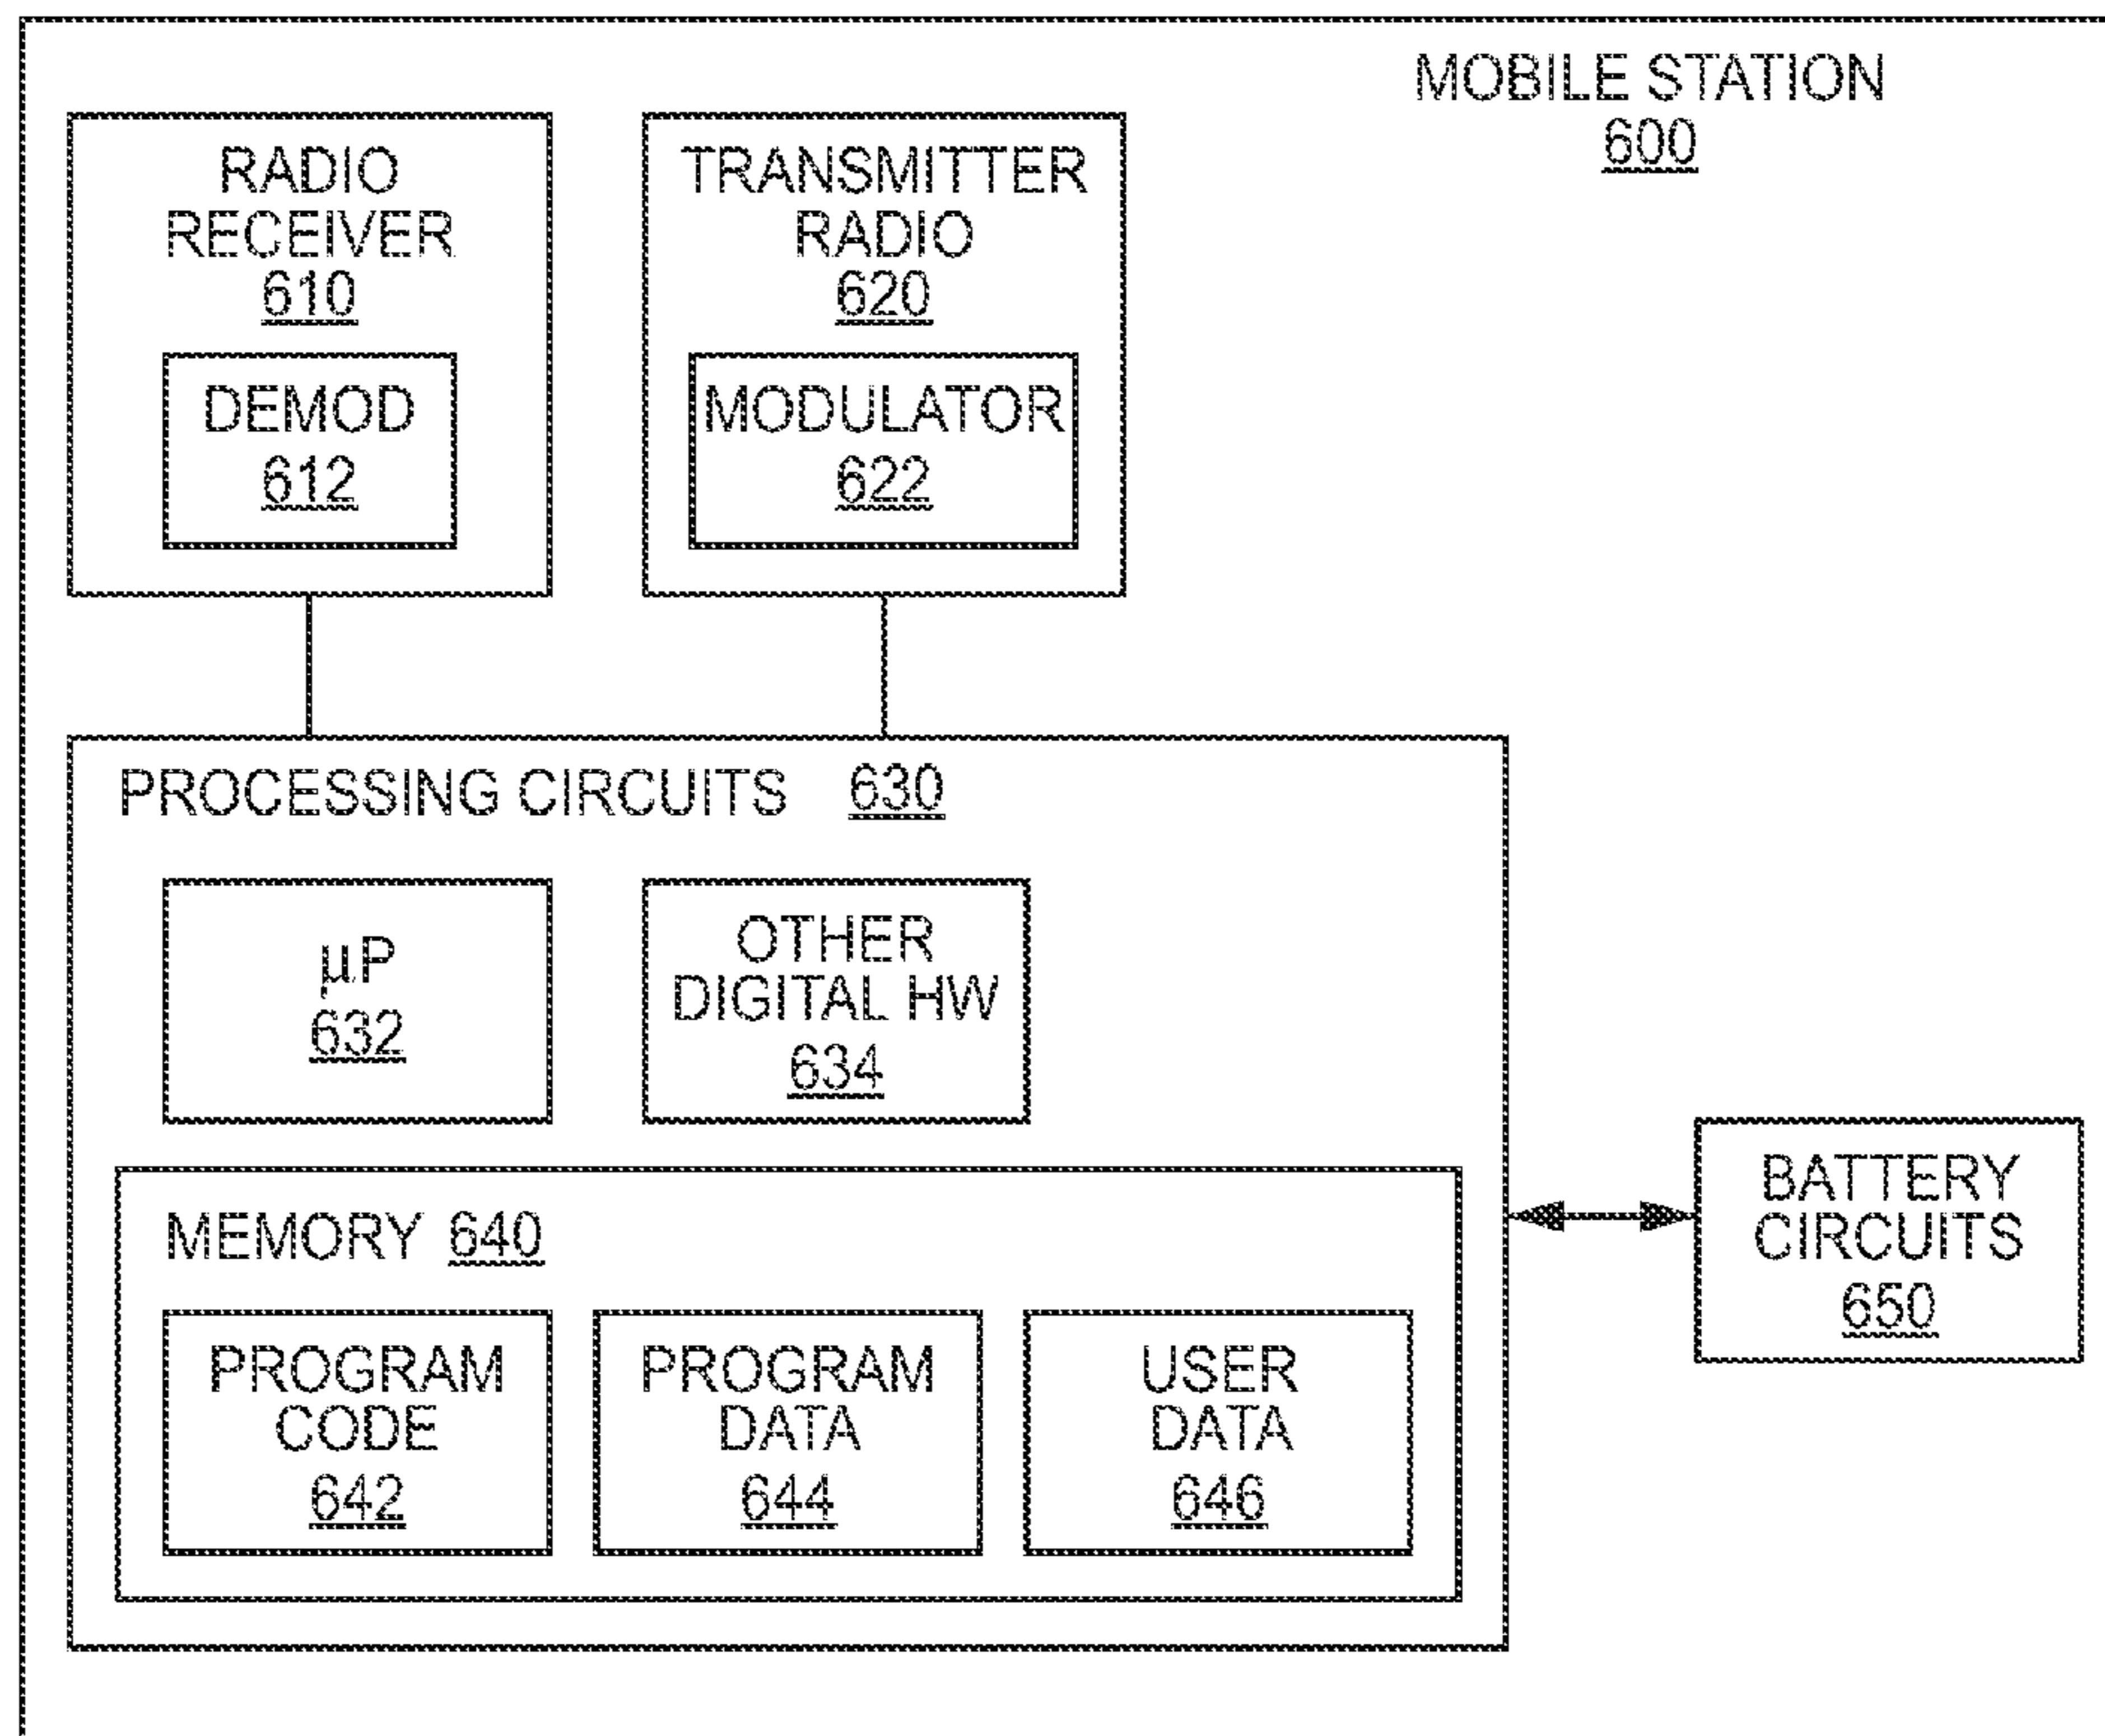 MOBILE STATION
600
RADIO
RECEIVER
610
DEMOD
612
TRANSMITTER
RADIO
620
MODULATOR
622
PROCESSING CIRCUITS 630
µP
632
OTHER
DIGITAL HW
634
MEMORY 640
PROGRAM
CODE
642
PROGRAM
DATA
644
USER
DATA
646
BATTERY
CIRCUITS
650